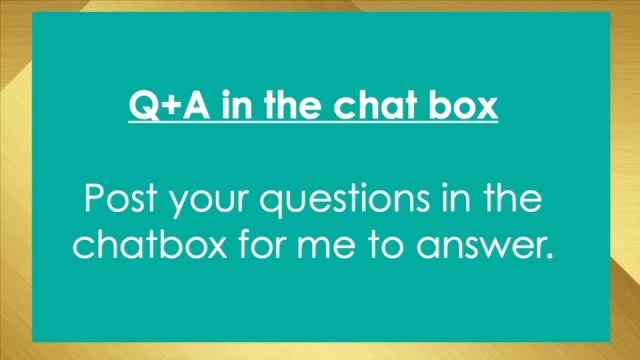 Q+A in the chat box
Post your questions in the
chatbox for me to answer.